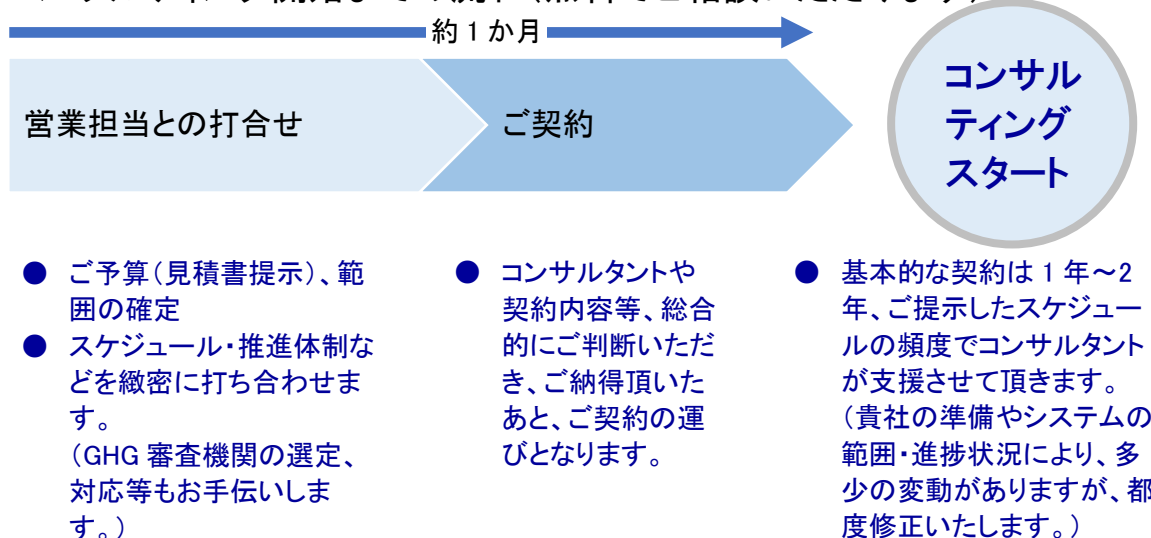 約1か月
営業担当との打合せ
ご契約
コンサル
ティング
スタート
● ご予算(見積書提示)、範
囲の確定
● スケジュール・推進体制な
どを緻密に打ち合わせま
す。
(GHG 審査機関の選定、
対応等もお手伝いしま
す。)
● コンサルタントや
契約内容等、総合
的にご判断いただ
き、ご納得頂いた
あと、ご契約の運
びとなります。
● 基本的な契約は 1 年～2
年、ご提示したスケジュー
ルの頻度でコンサルタント
が支援させて頂きます。
(貴社の準備やシステムの
範囲・進捗状況により、多
少の変動がありますが、都
度修正いたします。)